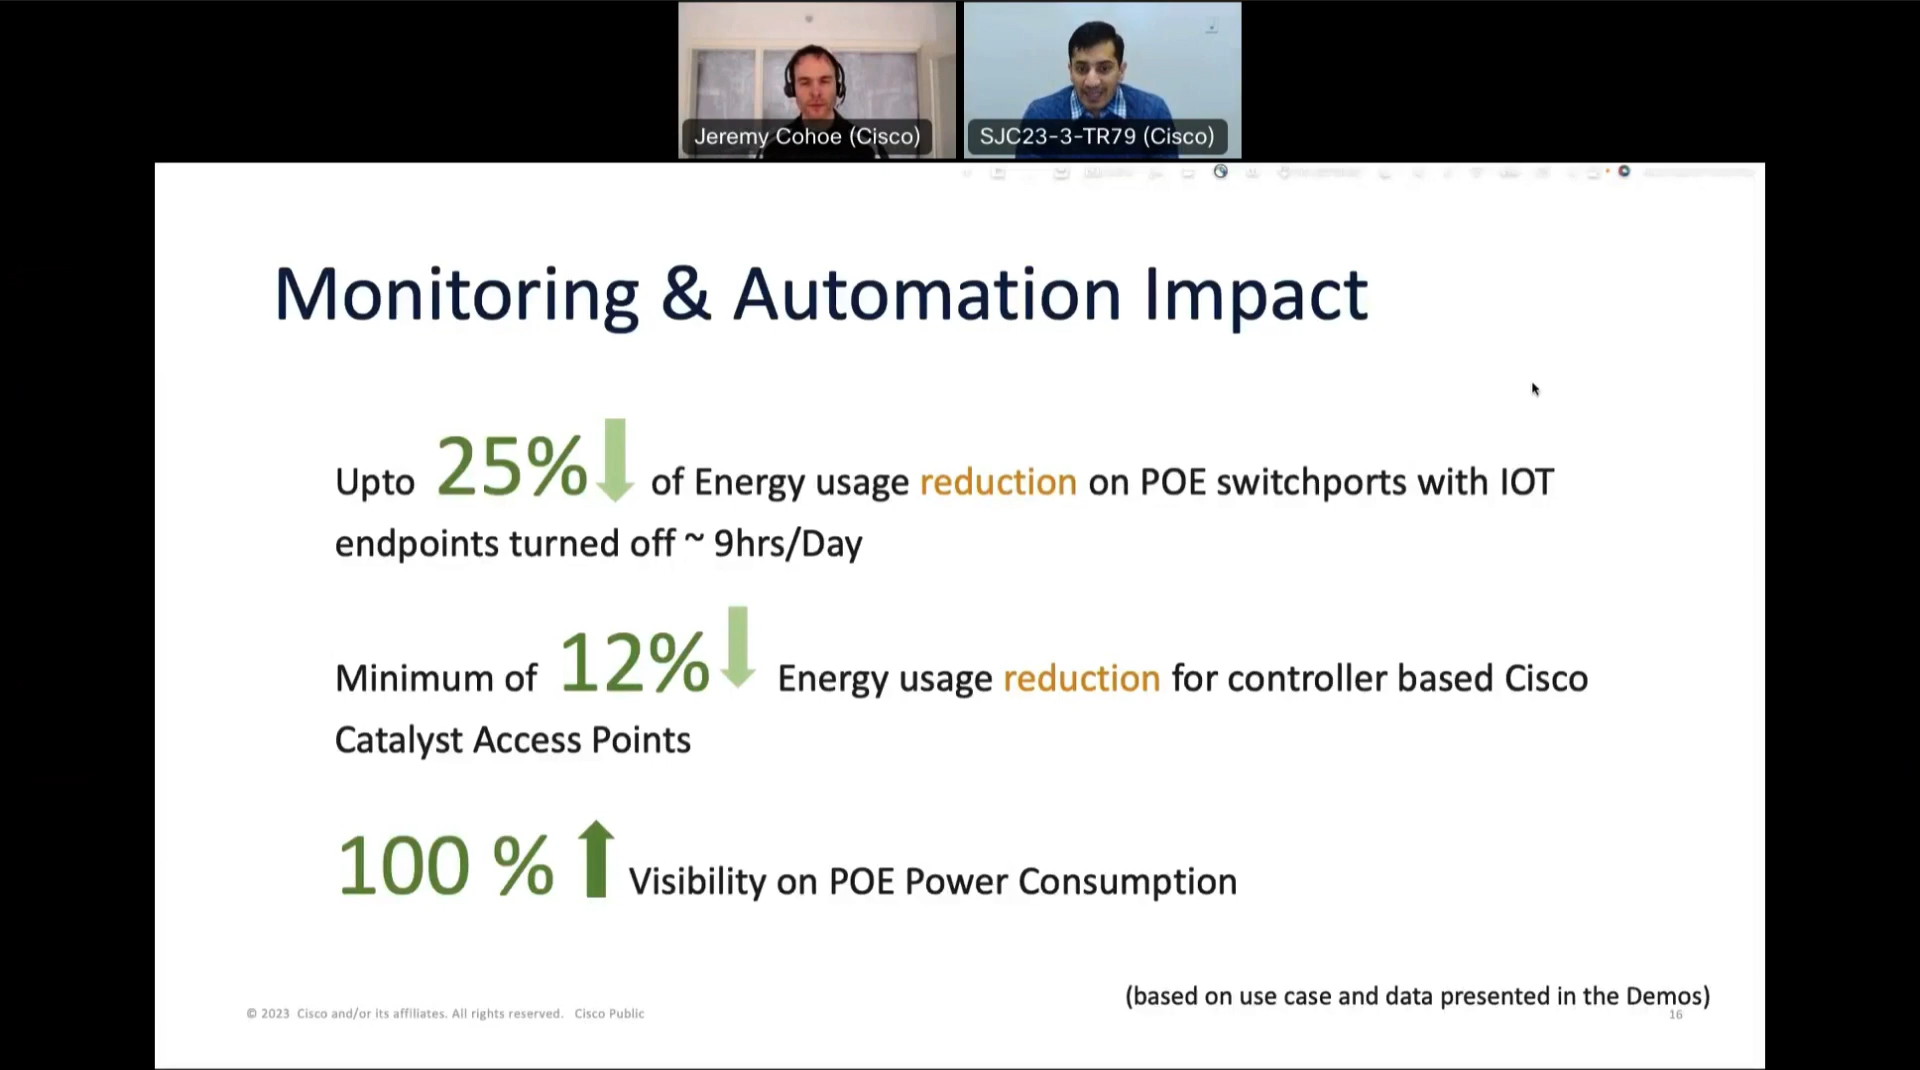 Jeremy Cohoe (Cisco)
SJC23-3-TR79 (Cisco)
Monitoring & Automation Impact
Upto 25% of Energy usage reduction on POE switchports with IOT
endpoints turned off ~ 9hrs/Day
Minimum of 12% Energy usage reduction for controller based Cisco
Catalyst Access Points
100 % Visibility on POE Power Consumption
(based on use case and data presented in the Demos)
© 2023 Cisco and/or its affiliates. All rights reserved. Cisco Public
16